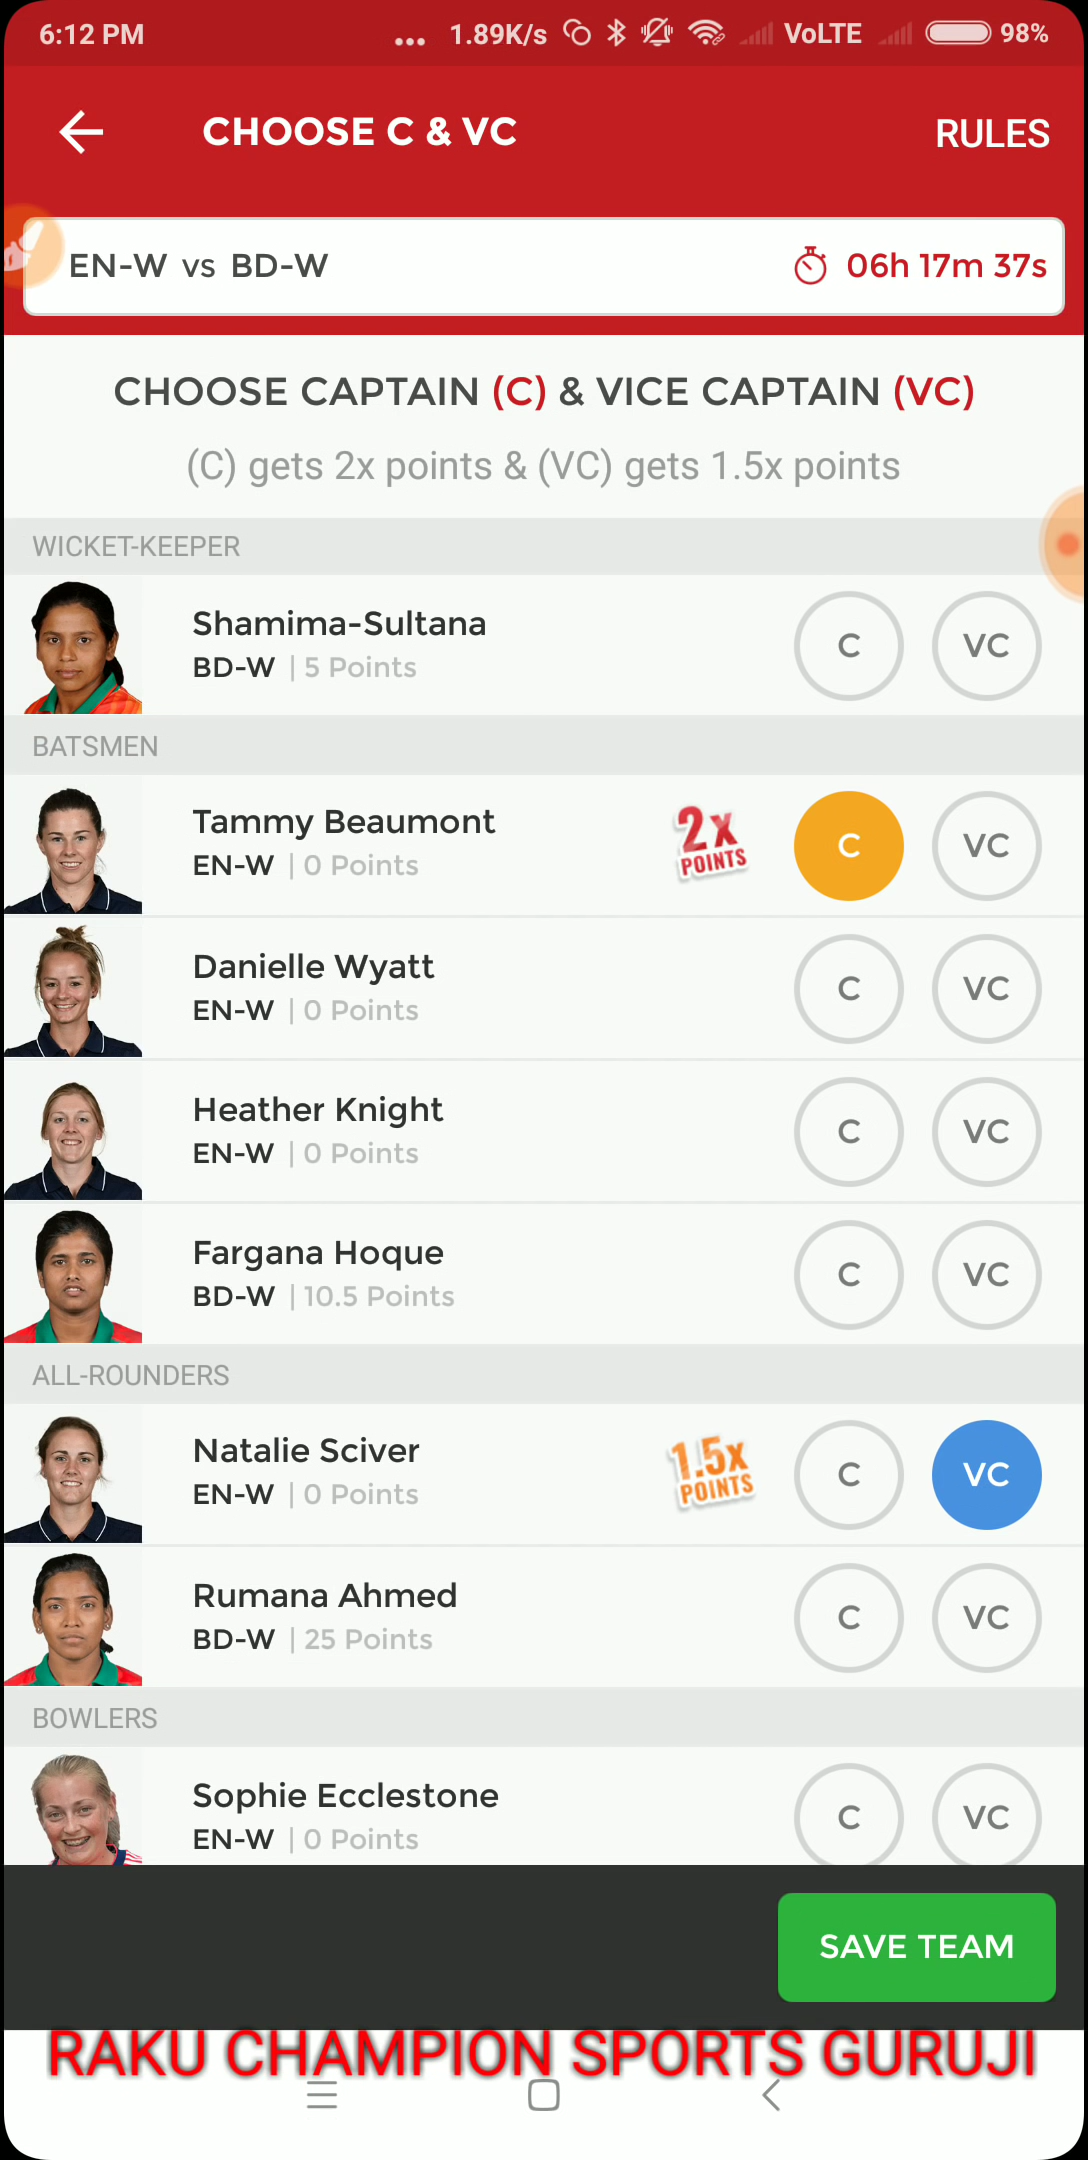 6:12 PM ... 1.89K/s VoLTE 98%
CHOOSE C & VC RULES
EN-W vs BD-W 06h 17m 37s
CHOOSE CAPTAIN (C) & VICE CAPTAIN (VC)
(C) gets 2x points & (VC) gets 1.5x points
WICKET-KEEPER
Shamima-Sultana
BD-W | 5 Points
C VC
BATSMEN
Tammy Beaumont
EN-W | 0 Points
2x
POINTS
C VC
Danielle Wyatt
EN-W | 0 Points
C VC
Heather Knight
EN-W | 0 Points
C VC
Fargana Hoque
BD-W | 10.5 Points
C VC
ALL-ROUNDERS
Natalie Sciver
EN-W | 0 Points
1.5x
POINTS
C VC
Rumana Ahmed
BD-W | 25 Points
C VC
BOWLERS
Sophie Ecclestone
EN-W | 0 Points
C VC
SAVE TEAM
RAKU CHAMPION SPORTS GURUJI